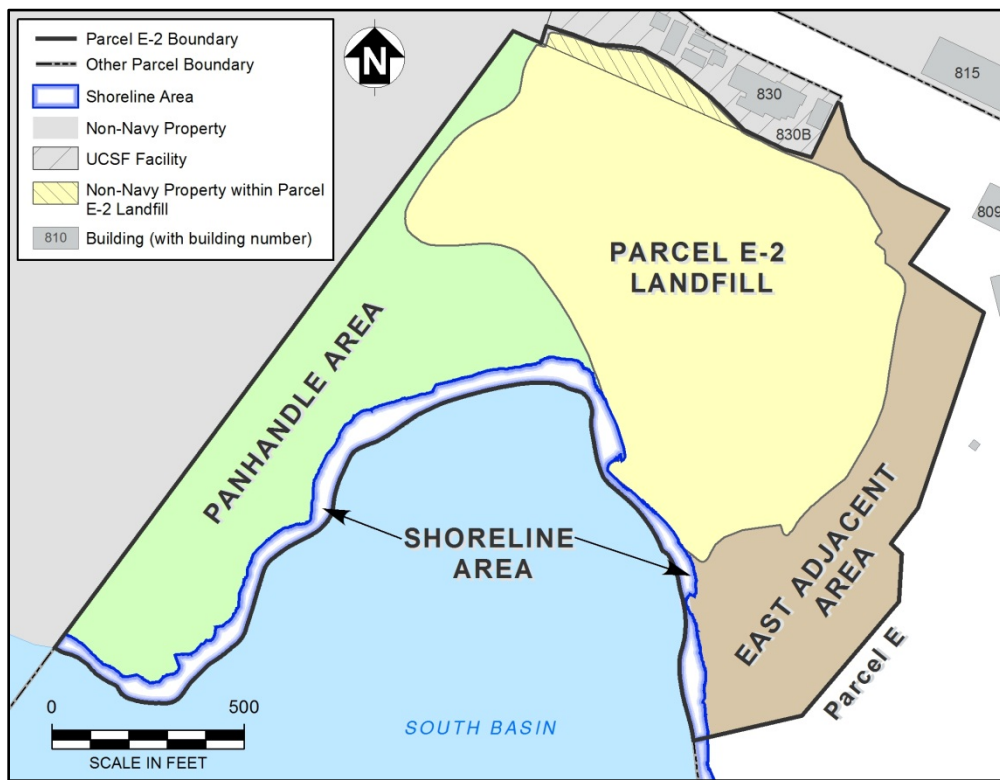 Parcel E-2 Boundary
Other Parcel Boundary
Shoreline Area
Non-Navy Property
UCSF Facility
Non-Navy Property within Parcel
E-2 Landfill
810
Building (with building number)
N
830
830B
815
809
PARCEL E-2
LANDFILL
PANHANDLE AREA
SHORELINE
AREA
EAST ADJACENT
AREA
Parcel E
0
500
SCALE IN FEET
SOUTH BASIN